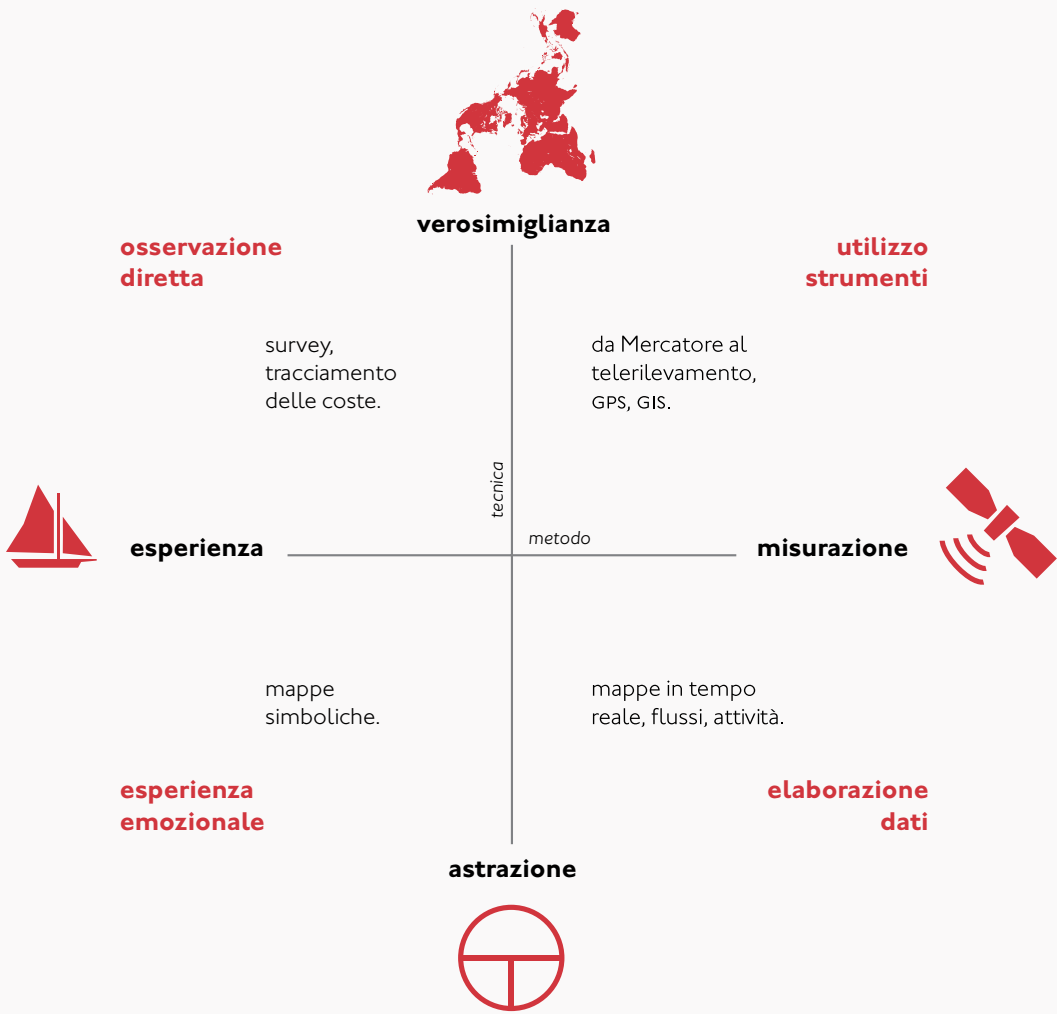 verosimiglianza
osservazione
diretta
utilizzo
strumenti
survey,
tracciamento
delle coste.
da Mercatore al
telerilevamento,
GPS, GIS.
tecnica
metodo
esperienza
misurazione
mappe
simboliche.
mappe in tempo
reale, flussi, attività.
esperienza
emozionale
elaborazione
dati
astrazione